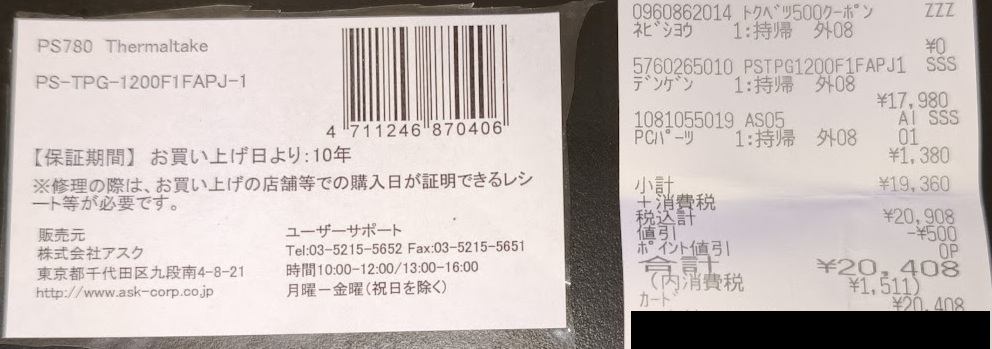 PS780 Thermaltake
PS-TPG-1200F1FAPJ-1
4 711246 870406
【保証期間】 お買い上げ日より:10年
※修理の際は、お買い上げの店舗等での購入日が証明できるレシ
ート等が必要です。
販売元
株式会社アスク
東京都千代田区九段南4-8-21
http://www.ask-corp.co.jp
ユーザーサポート
Tel:03-5215-5652 Fax:03-5215-5651
時間10:00-12:00/13:00-16:00
月曜ー金曜(祝日を除く)
0960862014 トクベツ500クーポン ZZZ
ネビシヨウ 1:持帰 外08
¥0
5760265010 PSTPG1200F1FAPJ1 SSS
デンゲン 1:持帰 外08
¥17,980
1081055019 AS05 AI SSS
PCパーツ 1:持帰 外08 01
¥1,380
小計 ¥19,360
+消費税
税込計 ¥20,908
値引 -¥500
ポイント値引 0P
合計 ¥20,408
(内消費税 ¥1,511)
カード ¥20,408